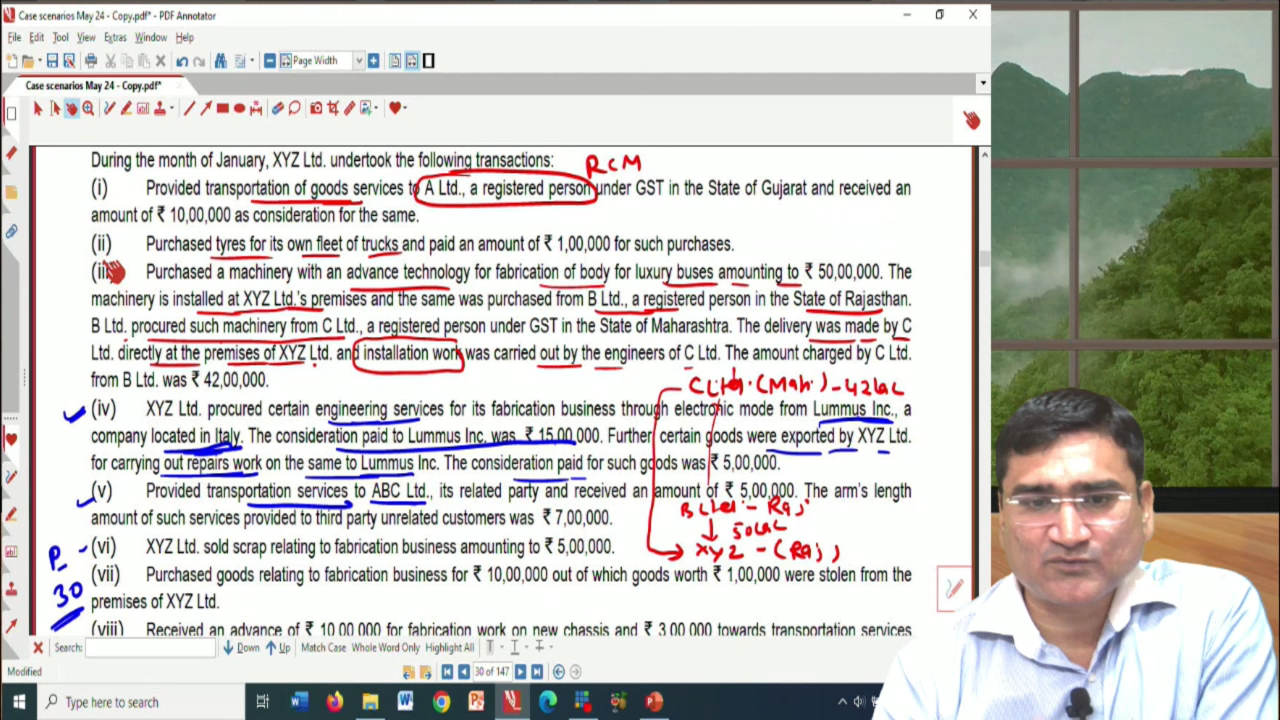 Case scenarios May 24 - Copy.pdf* - PDF Annotator
File Edit Tool View Extras Window Help
Page Width
Case scenarios May 24 - Copy.pdf*
During the month of January, XYZ Ltd. undertook the following transactions:
RCM
(i) Provided transportation of goods services to A Ltd., a registered person under GST in the State of Gujarat and received an
amount of ₹ 10,00,000 as consideration for the same.
(ii) Purchased tyres for its own fleet of trucks and paid an amount of ₹ 1,00,000 for such purchases.
(iii) Purchased a machinery with an advance technology for fabrication of body for luxury buses amounting to ₹ 50,00,000. The
machinery is installed at XYZ Ltd.'s premises and the same was purchased from B Ltd., a registered person in the State of Rajasthan.
B Ltd. procured such machinery from C Ltd., a registered person under GST in the State of Maharashtra. The delivery was made by C
Ltd. directly at the premises of XYZ Ltd. and installation work was carried out by the engineers of C Ltd. The amount charged by C Ltd.
from B Ltd. was ₹ 42,00,000.
C Ltd. (Mah.) - 42 lac
(iv) XYZ Ltd. procured certain engineering services for its fabrication business through electronic mode from Lummus Inc., a
company located in Italy. The consideration paid to Lummus Inc. was ₹ 15,00,000. Further certain goods were exported by XYZ Ltd.
for carrying out repairs work on the same to Lummus Inc. The consideration paid for such goods was ₹ 5,00,000.
(v) Provided transportation services to ABC Ltd., its related party and received an amount of ₹ 5,00,000. The arm's length
B Ltd. - Raj
amount of such services provided to third party unrelated customers was ₹ 7,00,000.
50 lac
P
(vi) XYZ Ltd. sold scrap relating to fabrication business amounting to ₹ 5,00,000.
XYZ - (Raj)
(vii) Purchased goods relating to fabrication business for ₹ 10,00,000 out of which goods worth ₹ 1,00,000 were stolen from the
30
premises of XYZ Ltd.
(viii) Received an advance of ₹ 10,00,000 for fabrication work on new chassis and ₹ 3,00,000 towards transportation services
Search: Down Up Match Case Whole Word Only Highlight All
Modified 30 of 147
Type here to search